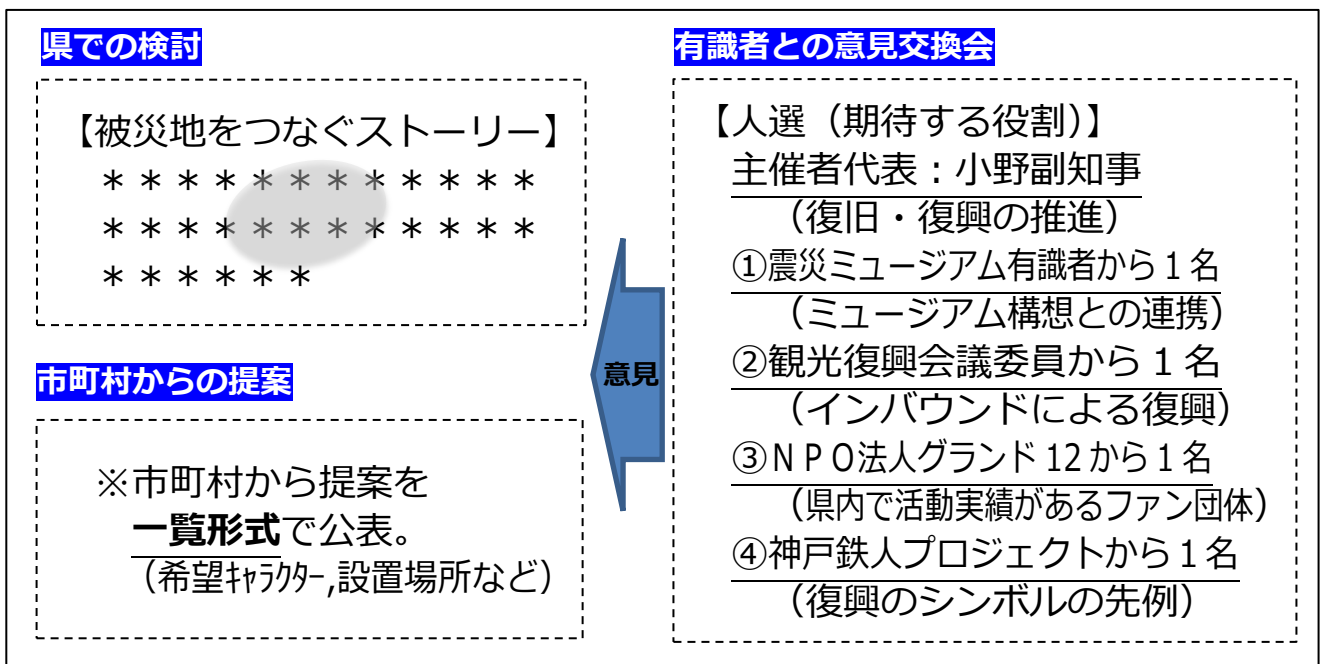 県での検討
【被災地をつなぐストーリー】
＊＊＊＊＊＊＊＊＊＊＊＊
＊＊＊＊＊＊＊＊＊＊＊＊
＊＊＊＊＊＊
市町村からの提案
※市町村から提案を
一覧形式で公表。
（希望ｷｬﾗｸﾀｰ,設置場所など）
意見
有識者との意見交換会
【人選（期待する役割）】
主催者代表：小野副知事
（復旧・復興の推進）
①震災ミュージアム有識者から１名
（ミュージアム構想との連携）
②観光復興会議委員から１名
（インバウンドによる復興）
③ＮＰＯ法人グランド12から１名
（県内で活動実績があるファン団体）
④神戸鉄人プロジェクトから１名
（復興のシンボルの先例）